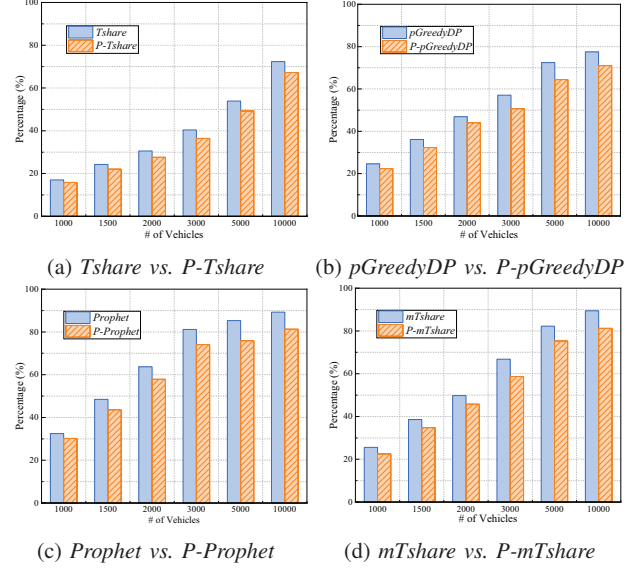 100
80
60
40
20
0
Percentage (%)
Tshare
P-Tshare
1000 1500 2000 3000 5000 10000
# of Vehicles
(a) Tshare vs. P-Tshare
100
80
60
40
20
0
Percentage (%)
pGreedyDP
P-pGreedyDP
1000 1500 2000 3000 5000 10000
# of Vehicles
(b) pGreedyDP vs. P-pGreedyDP
100
80
60
40
20
0
Percentage (%)
Prophet
P-Prophet
1000 1500 2000 3000 5000 10000
# of Vehicles
(c) Prophet vs. P-Prophet
100
80
60
40
20
0
Percentage (%)
mTshare
P-mTshare
1000 1500 2000 3000 5000 10000
# of Vehicles
(d) mTshare vs. P-mTshare